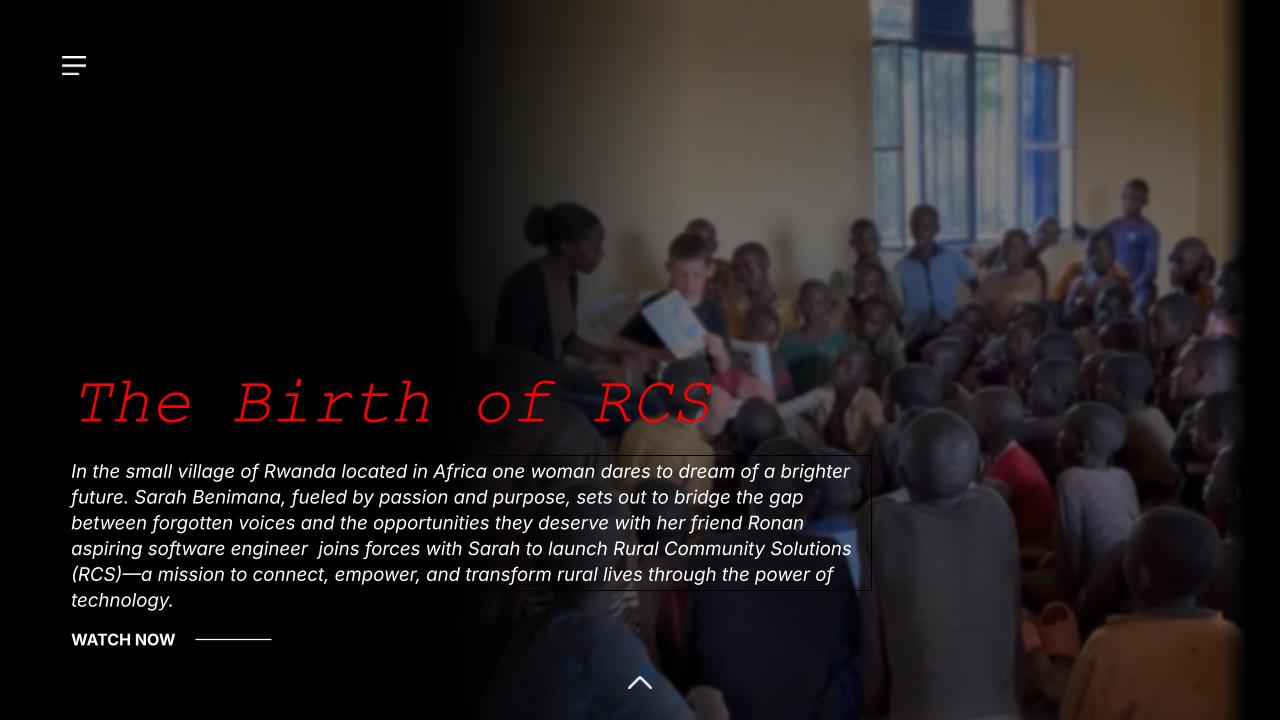 The Birth of RCS
In the small village of Rwanda located in Africa one woman dares to dream of a brighter
future. Sarah Benimana, fueled by passion and purpose, sets out to bridge the gap
between forgotten voices and the opportunities they deserve with her friend Ronan
aspiring software engineer  joins forces with Sarah to launch Rural Community Solutions
(RCS)—a mission to connect, empower, and transform rural lives through the power of
technology.
WATCH NOW